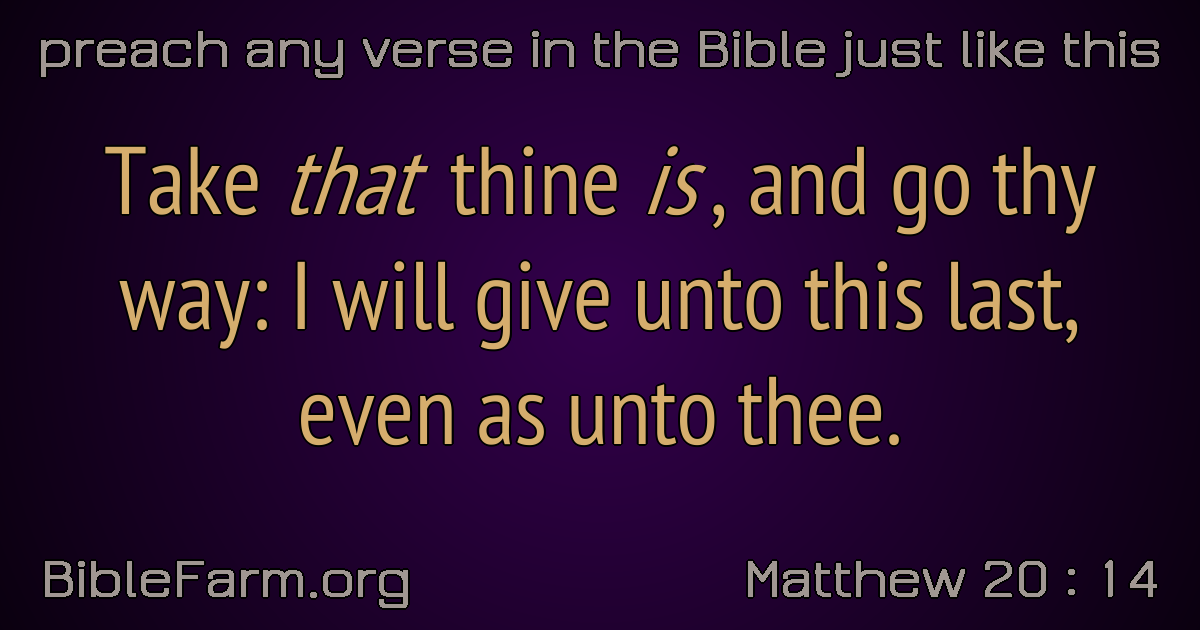 preach any verse in the Bible just like this
Take that thine is, and go thy
way: I will give unto this last,
even as unto thee.
BibleFarm.org
Matthew 20 : 14